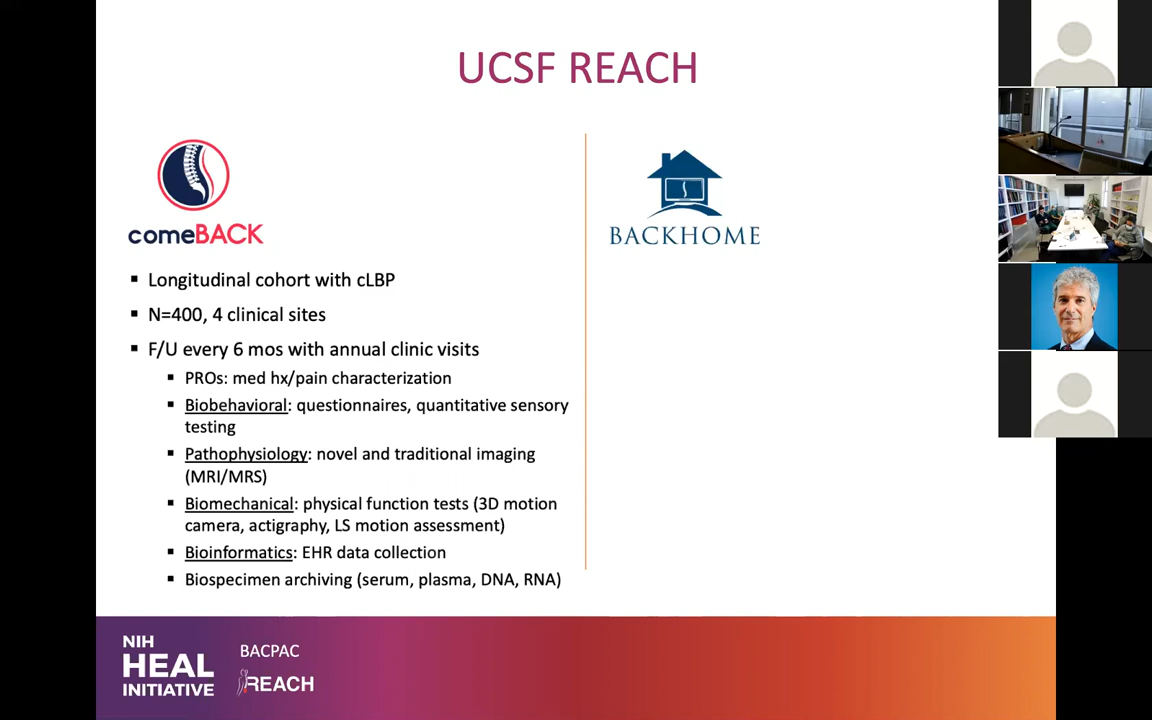 UCSF REACH
comeBACK
▪ Longitudinal cohort with cLBP
▪ N=400, 4 clinical sites
▪ F/U every 6 mos with annual clinic visits
▪ PROs: med hx/pain characterization
▪ Biobehavioral: questionnaires, quantitative sensory
testing
▪ Pathophysiology: novel and traditional imaging
(MRI/MRS)
▪ Biomechanical: physical function tests (3D motion
camera, actigraphy, LS motion assessment)
▪ Bioinformatics: EHR data collection
▪ Biospecimen archiving (serum, plasma, DNA, RNA)
BACKHOME
NIH
HEAL
INITIATIVE
BACPAC
REACH